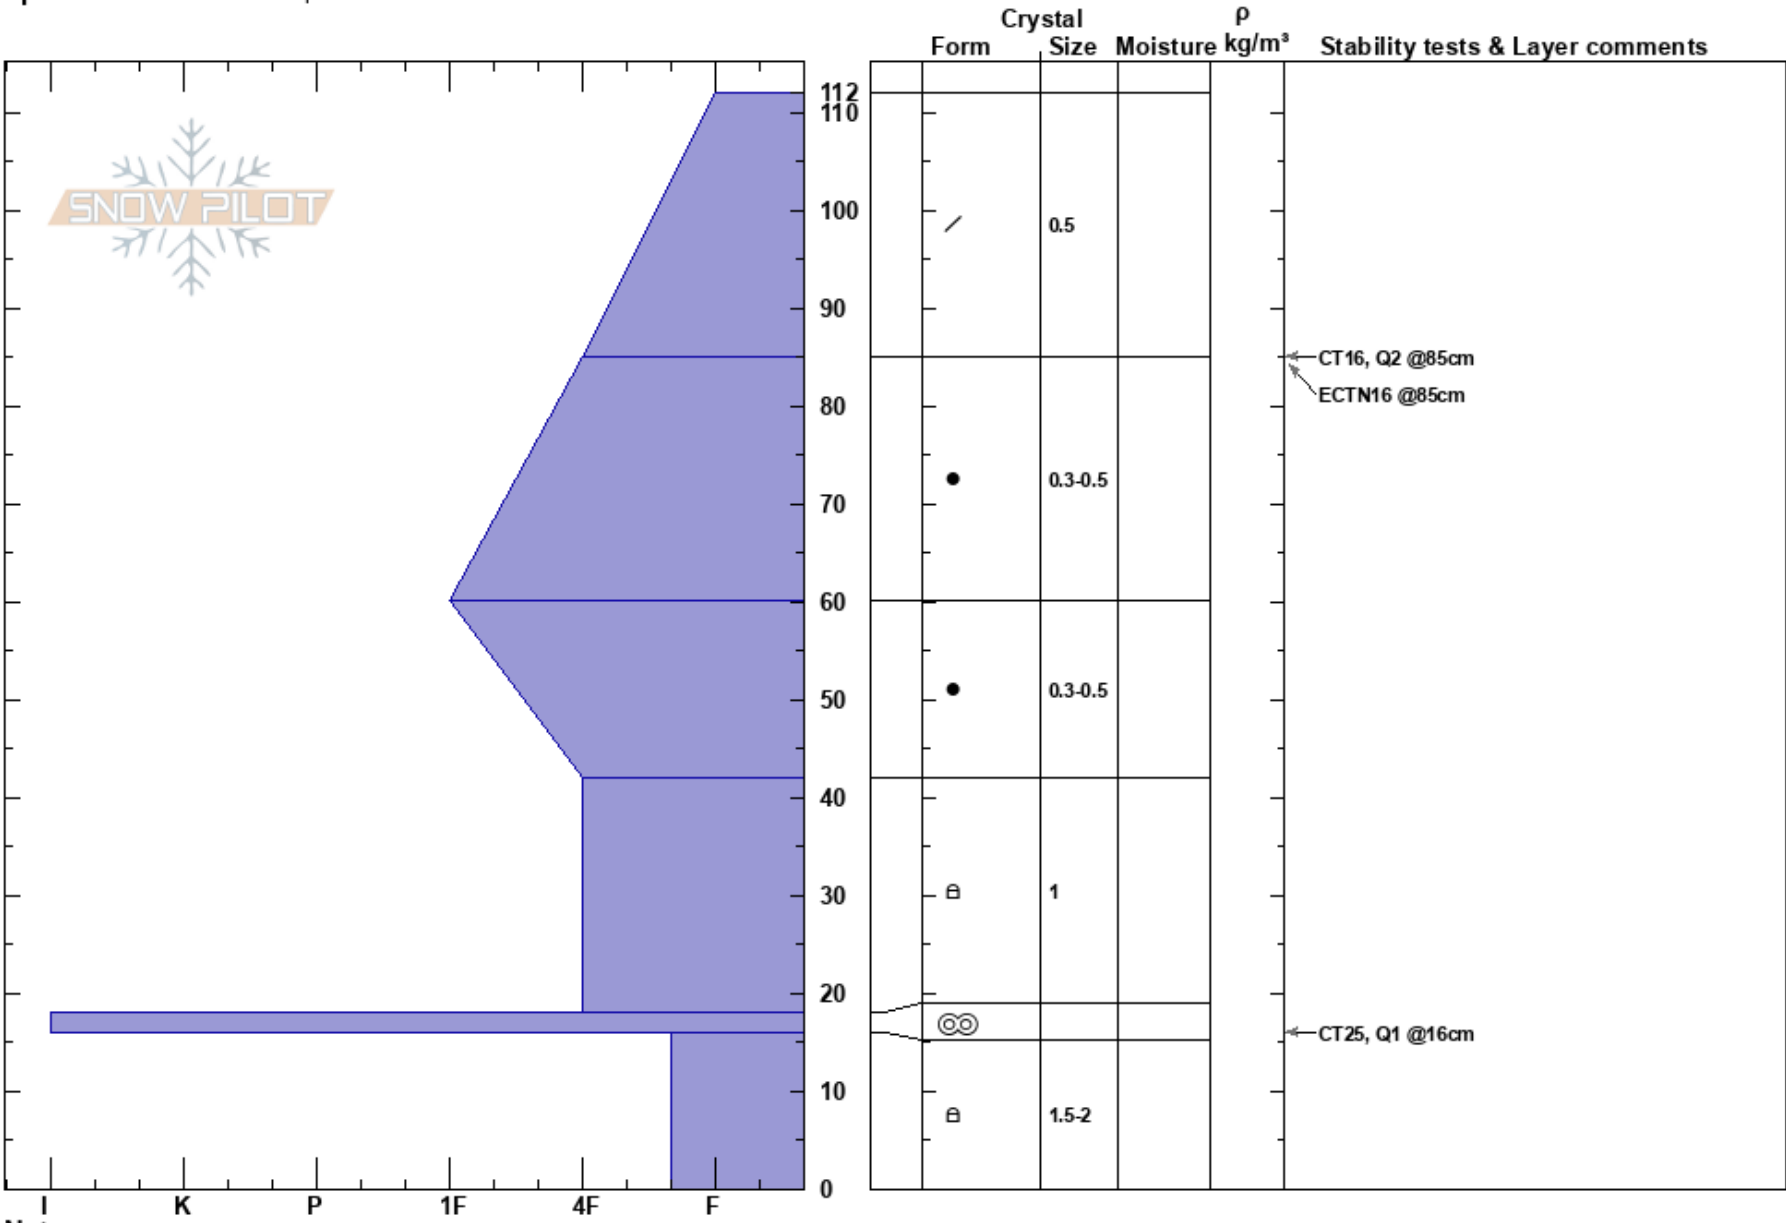 Crystal ρ
Form Size Moisture kg/m³ Stability tests & Layer comments
112
110
SNOW PILOT
100
0.5
90
CT16, Q2 @85cm
ECTN16 @85cm
80
0.3-0.5
70
60
0.3-0.5
50
40
30
1
20
CT25, Q1 @16cm
10
1.5-2
0
I K P 1F 4F F